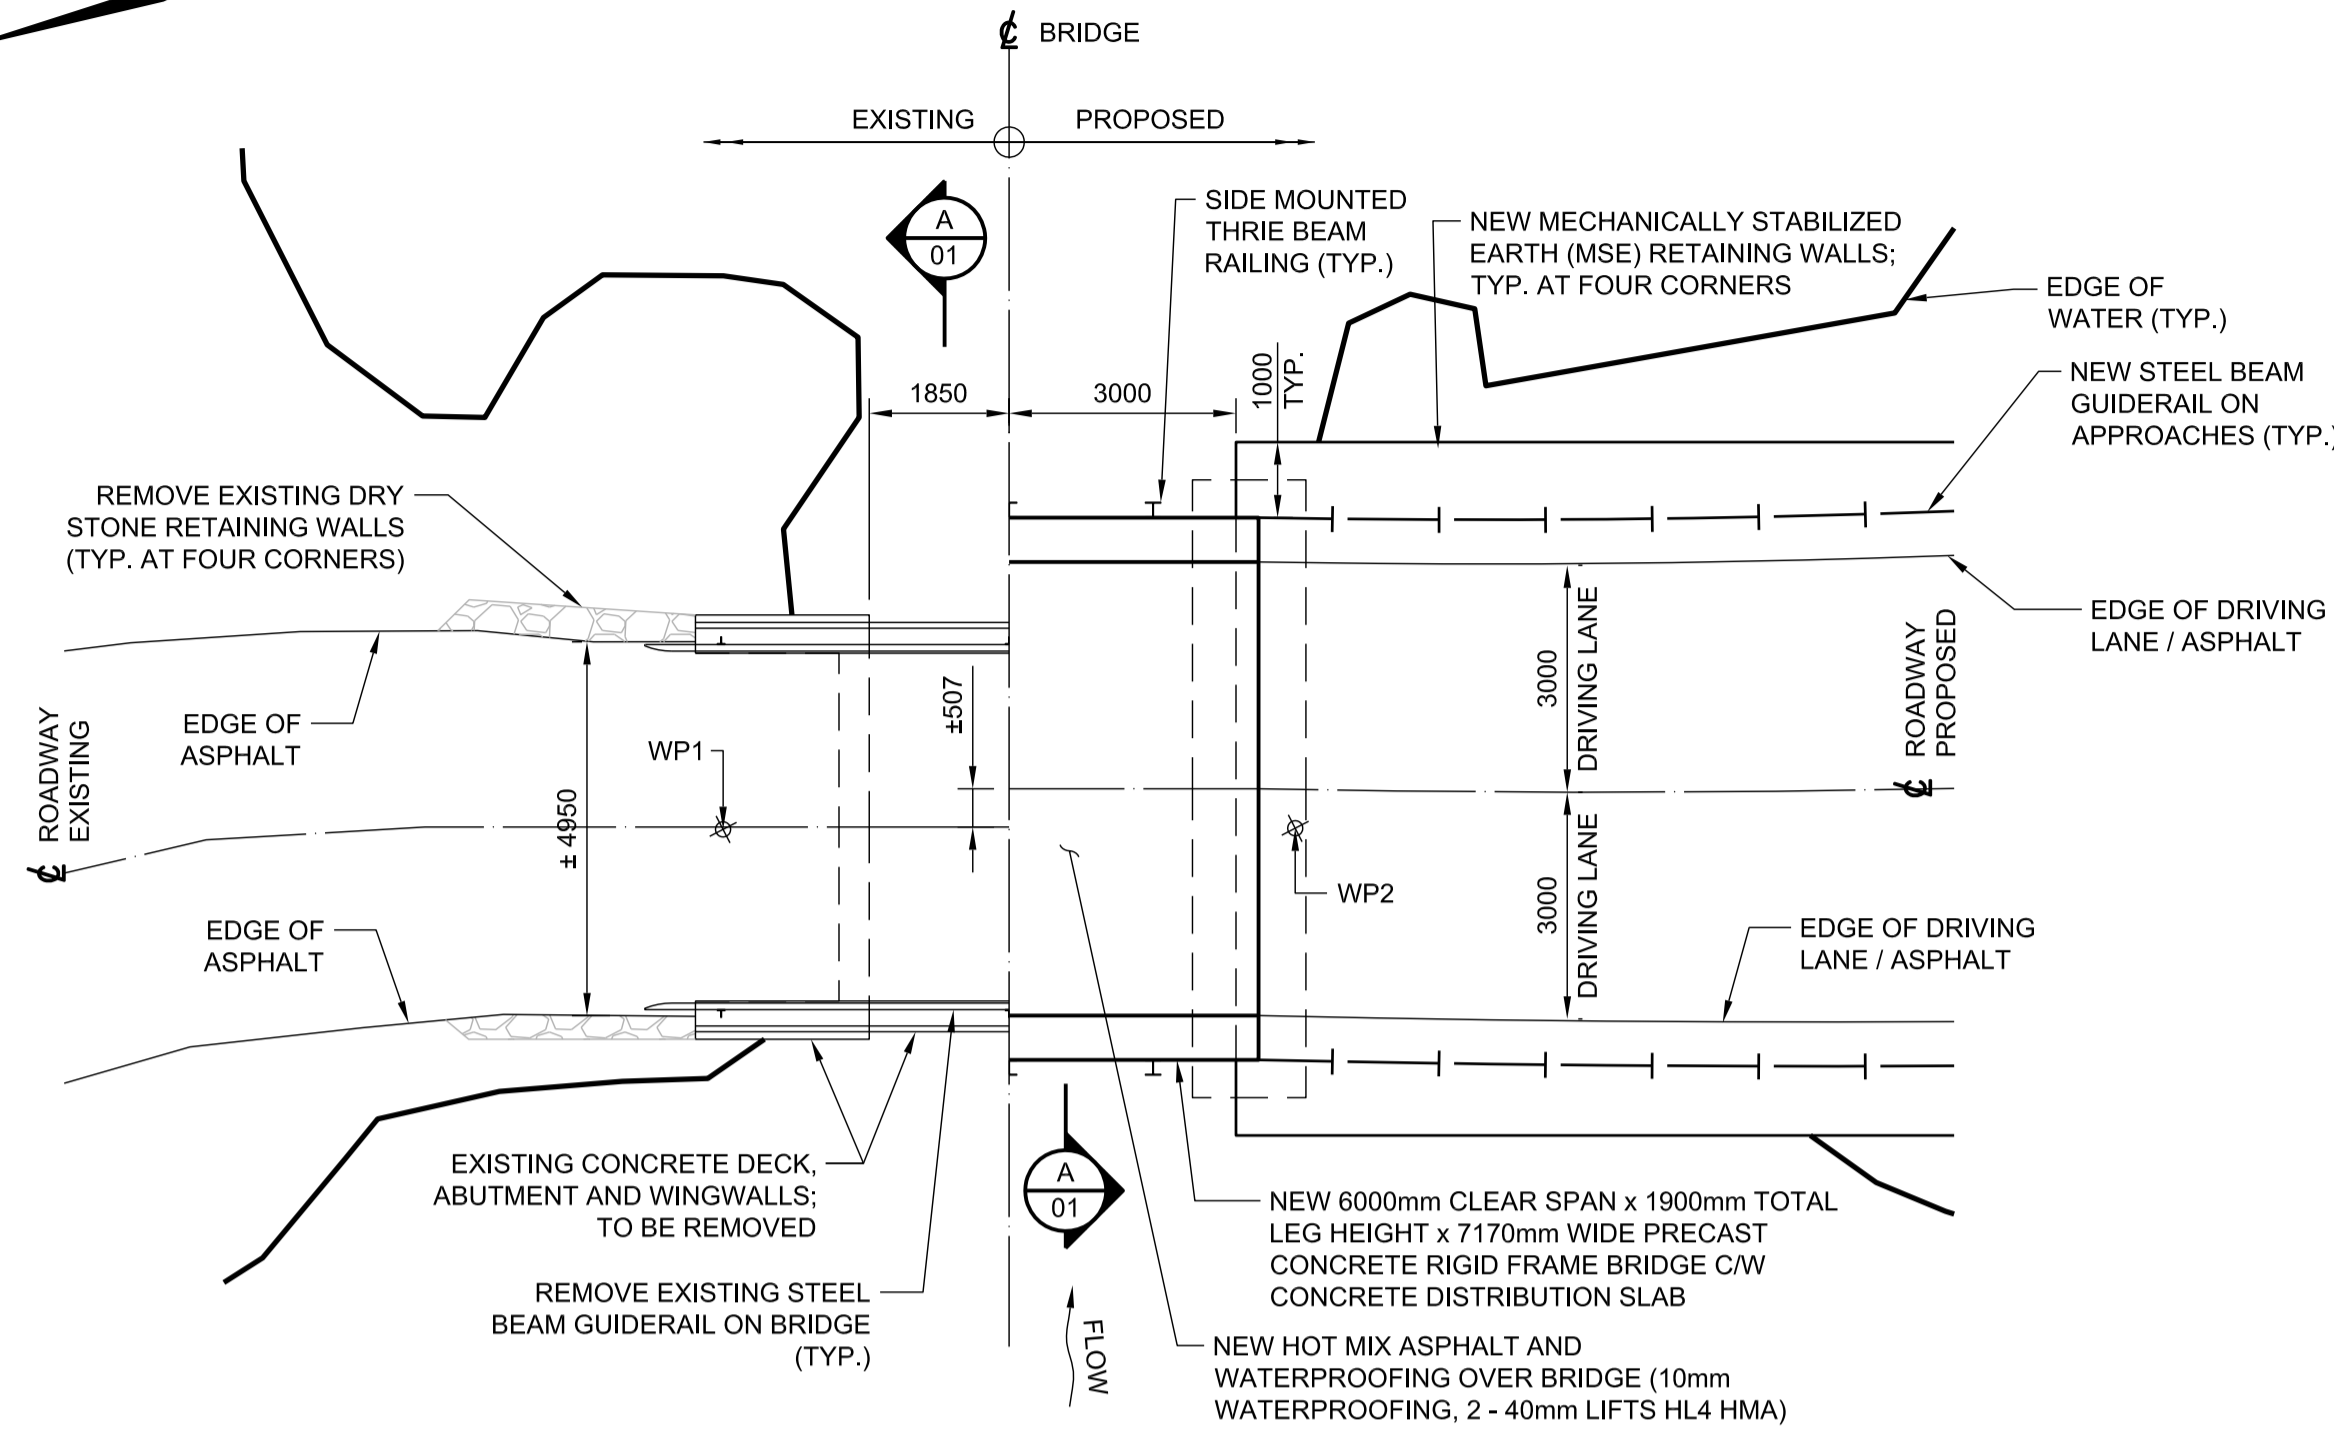 ℄ BRIDGE
EXISTING
PROPOSED
A
01
SIDE MOUNTED
THRIE BEAM
RAILING (TYP.)
NEW MECHANICALLY STABILIZED
EARTH (MSE) RETAINING WALLS;
TYP. AT FOUR CORNERS
EDGE OF
WATER (TYP.)
NEW STEEL BEAM
GUIDERAIL ON
APPROACHES (TYP.)
1850
3000
1000
TYP.
REMOVE EXISTING DRY
STONE RETAINING WALLS
(TYP. AT FOUR CORNERS)
EDGE OF DRIVING
LANE / ASPHALT
EDGE OF
ASPHALT
℄ ROADWAY
EXISTING
WP1
±507
± 4950
3000
DRIVING LANE
℄ ROADWAY
PROPOSED
WP2
3000
DRIVING LANE
EDGE OF
ASPHALT
EDGE OF DRIVING
LANE / ASPHALT
EXISTING CONCRETE DECK,
ABUTMENT AND WINGWALLS;
TO BE REMOVED
A
01
NEW 6000mm CLEAR SPAN x 1900mm TOTAL
LEG HEIGHT x 7170mm WIDE PRECAST
CONCRETE RIGID FRAME BRIDGE C/W
CONCRETE DISTRIBUTION SLAB
REMOVE EXISTING STEEL
BEAM GUIDERAIL ON BRIDGE
(TYP.)
FLOW
NEW HOT MIX ASPHALT AND
WATERPROOFING OVER BRIDGE (10mm
WATERPROOFING, 2 - 40mm LIFTS HL4 HMA)